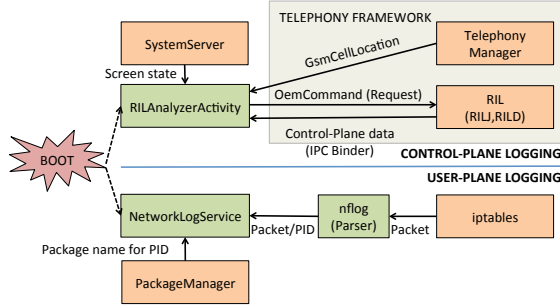 TELEPHONY FRAMEWORK
SystemServer
GsmCellLocation
Telephony
Manager
Screen state
OemCommand (Request)
RILAnalyzerActivity
RIL
(RILJ,RILD)
Control-Plane data
(IPC Binder)
CONTROL-PLANE LOGGING
BOOT
USER-PLANE LOGGING
NetworkLogService
nflog
(Parser)
iptables
Packet/PID
Packet
Package name for PID
PackageManager